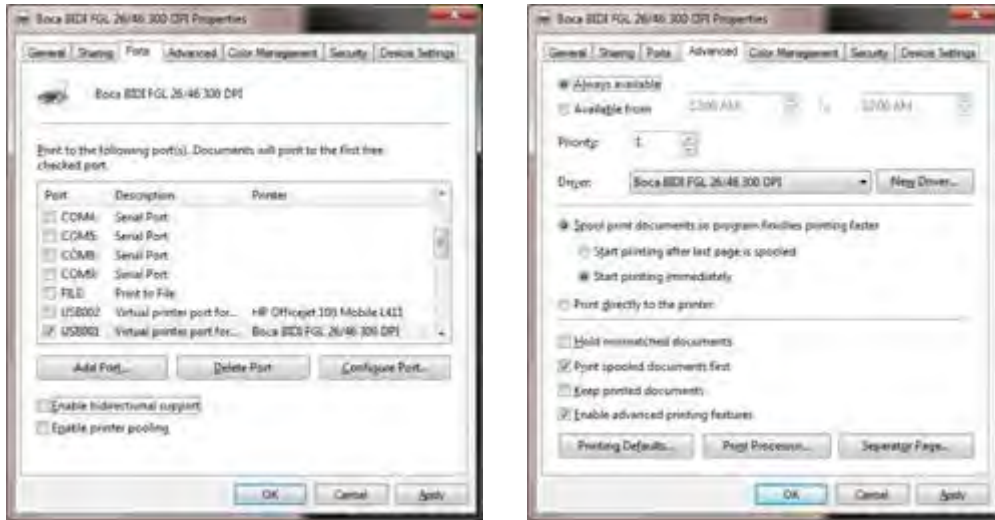 Boca BIDI FGL 26/46 300 DPI Properties
General Sharing Ports Advanced Color Management Security Device Settings
Boca BIDI FGL 26/46 300 DPI
Print to the following port(s). Documents will print to the first free
checked port.
Port Description Printer
COM4: Serial Port
COM5: Serial Port
Serial Port
Serial Port
FILE: Print to File
USB002 Virtual printer port for... HP Officejet 100 Mobile L411
USB001 Virtual printer port for... Boca BIDI FGL 26/46 300 DPI
Add Port... Delete Port Configure Port...
Enable bidirectional support
Enable printer pooling
OK Cancel Apply
Boca BIDI FGL 26/46 300 DPI Properties
General Sharing Ports Advanced Color Management Security Device Settings
Always available
Available from 12:00 AM To 12:00 AM
Priority: 1
Driver: Boca BIDI FGL 26/46 300 DPI New Driver...
Spool print documents so program finishes printing faster
Start printing after last page is spooled
Start printing immediately
Print directly to the printer
Hold mismatched documents
Print spooled documents first
Keep printed documents
Enable advanced printing features
Printing Defaults... Print Processor... Separator Page...
OK Cancel Apply